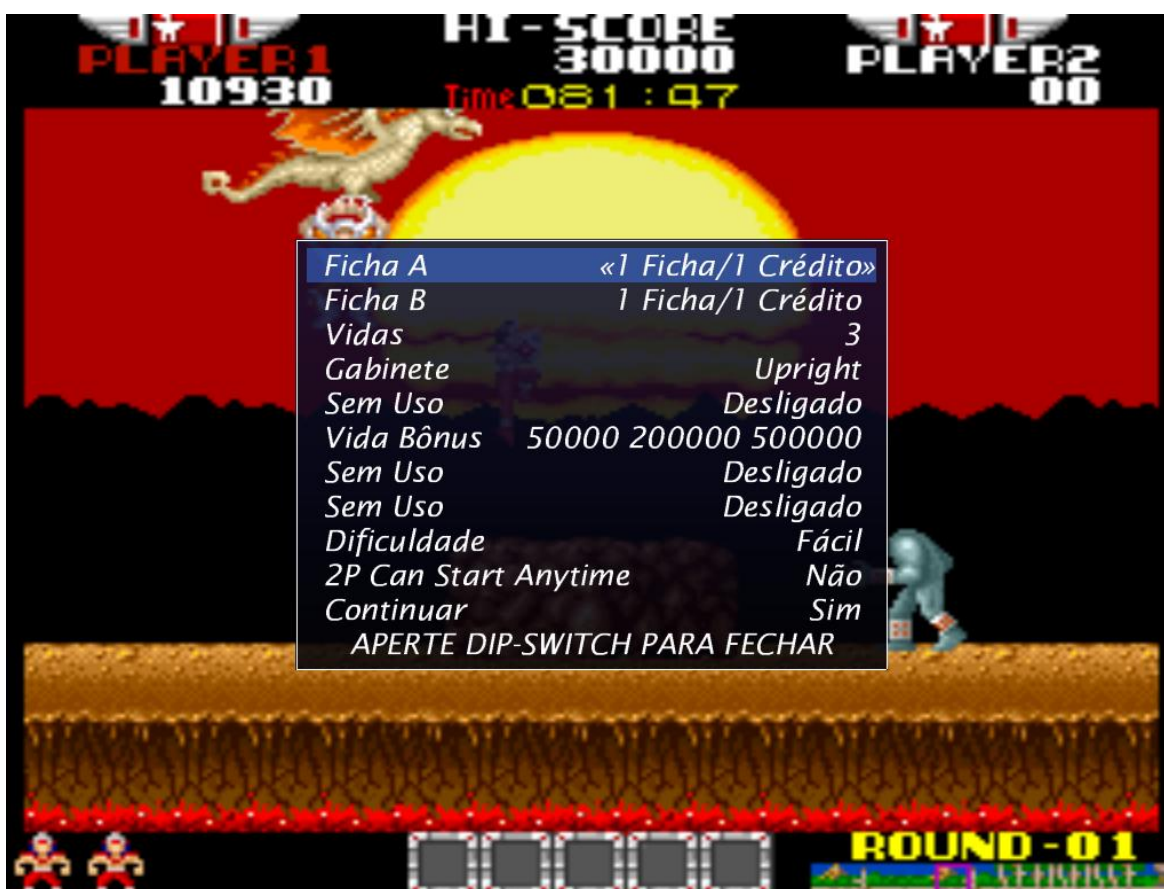 HI-SCORE
PLAYER1 30000 PLAYER2
10930 Time 081:47 00
Ficha A «1 Ficha/1 Crédito»
Ficha B 1 Ficha/1 Crédito
Vidas 3
Gabinete Upright
Sem Uso Desligado
Vida Bônus 50000 200000 500000
Sem Uso Desligado
Sem Uso Desligado
Dificuldade Fácil
2P Can Start Anytime Não
Continuar Sim
APERTE DIP-SWITCH PARA FECHAR
ROUND-01